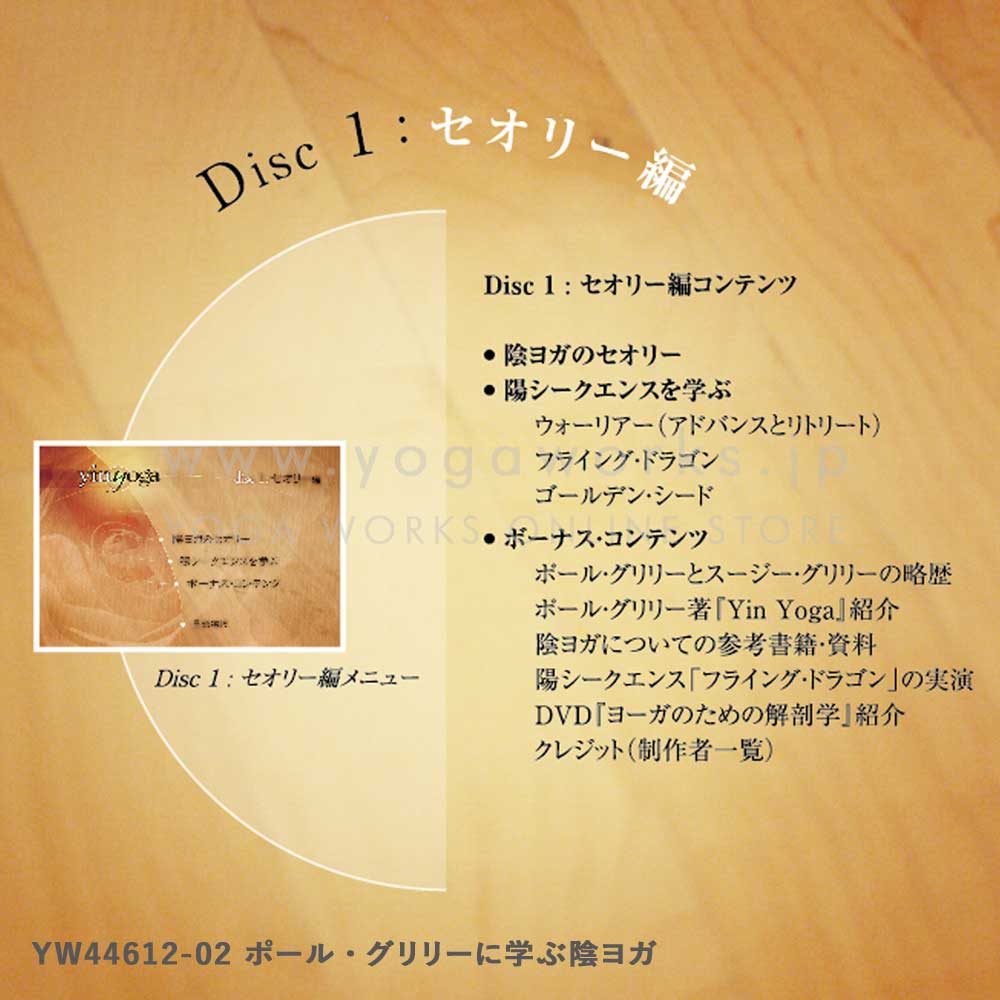 Disc 1 : セオリー編
Disc 1 : セオリー編コンテンツ
• 陰ヨガのセオリー
• 陽シークエンスを学ぶ
ウォーリアー（アドバンスとリトリート）
フライング・ドラゴン
ゴールデン・シード
• ボーナス・コンテンツ
ポール・グリリーとスージー・グリリーの略歴
ポール・グリリー著『Yin Yoga』紹介
陰ヨガについての参考書籍・資料
陽シークエンス「フライング・ドラゴン」の実演
DVD『ヨーガのための解剖学』紹介
クレジット（制作者一覧）
www.yogaworks.jp
YOGA WORKS ONLINE STORE
yinyoga
disc 1:セオリー編
陰ヨガのセオリー
陽シークエンスを学ぶ
ボーナス・コンテンツ
Disc 1 : セオリー編メニュー
YW44612-02 ポール・グリリーに学ぶ陰ヨガ